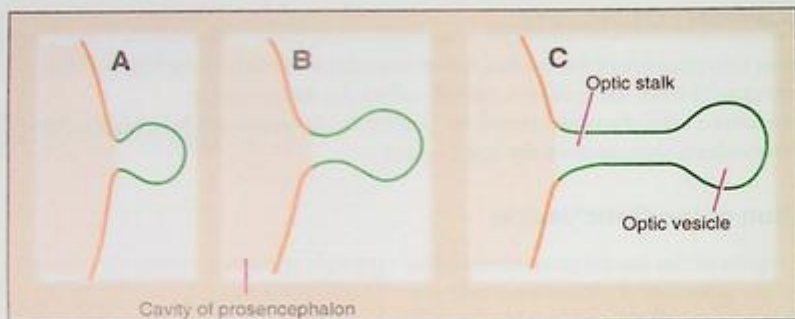 A
B
C
Optic stalk
Optic vesicle
Cavity of prosencephalon